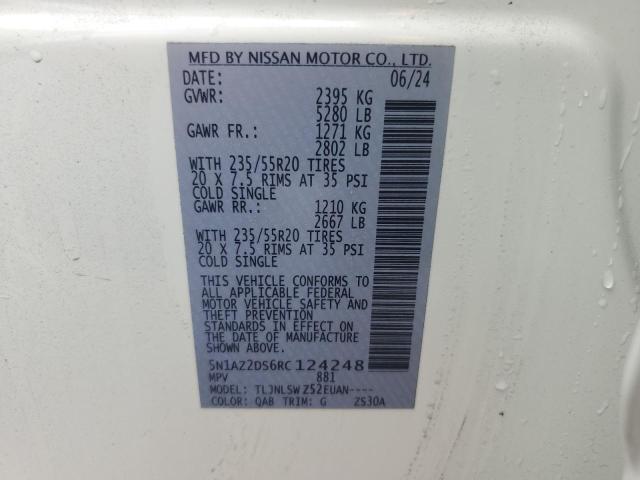 MFD BY NISSAN MOTOR CO., LTD.
DATE: 06/24
GVWR: 2395 KG
5280 LB
GAWR FR.: 1271 KG
2802 LB
WITH 235/55R20 TIRES
20 X 7.5 RIMS AT 35 PSI
COLD SINGLE
GAWR RR.: 1210 KG
2667 LB
WITH 235/55R20 TIRES
20 X 7.5 RIMS AT 35 PSI
COLD SINGLE
THIS VEHICLE CONFORMS TO
ALL APPLICABLE FEDERAL
MOTOR VEHICLE SAFETY AND
THEFT PREVENTION
STANDARDS IN EFFECT ON
THE DATE OF MANUFACTURE
SHOWN ABOVE.
5N1AZ2DS6RC124248
MPV 881
MODEL: TLJNLSWZ52EUAN----
COLOR: QAB TRIM: G ZS30A